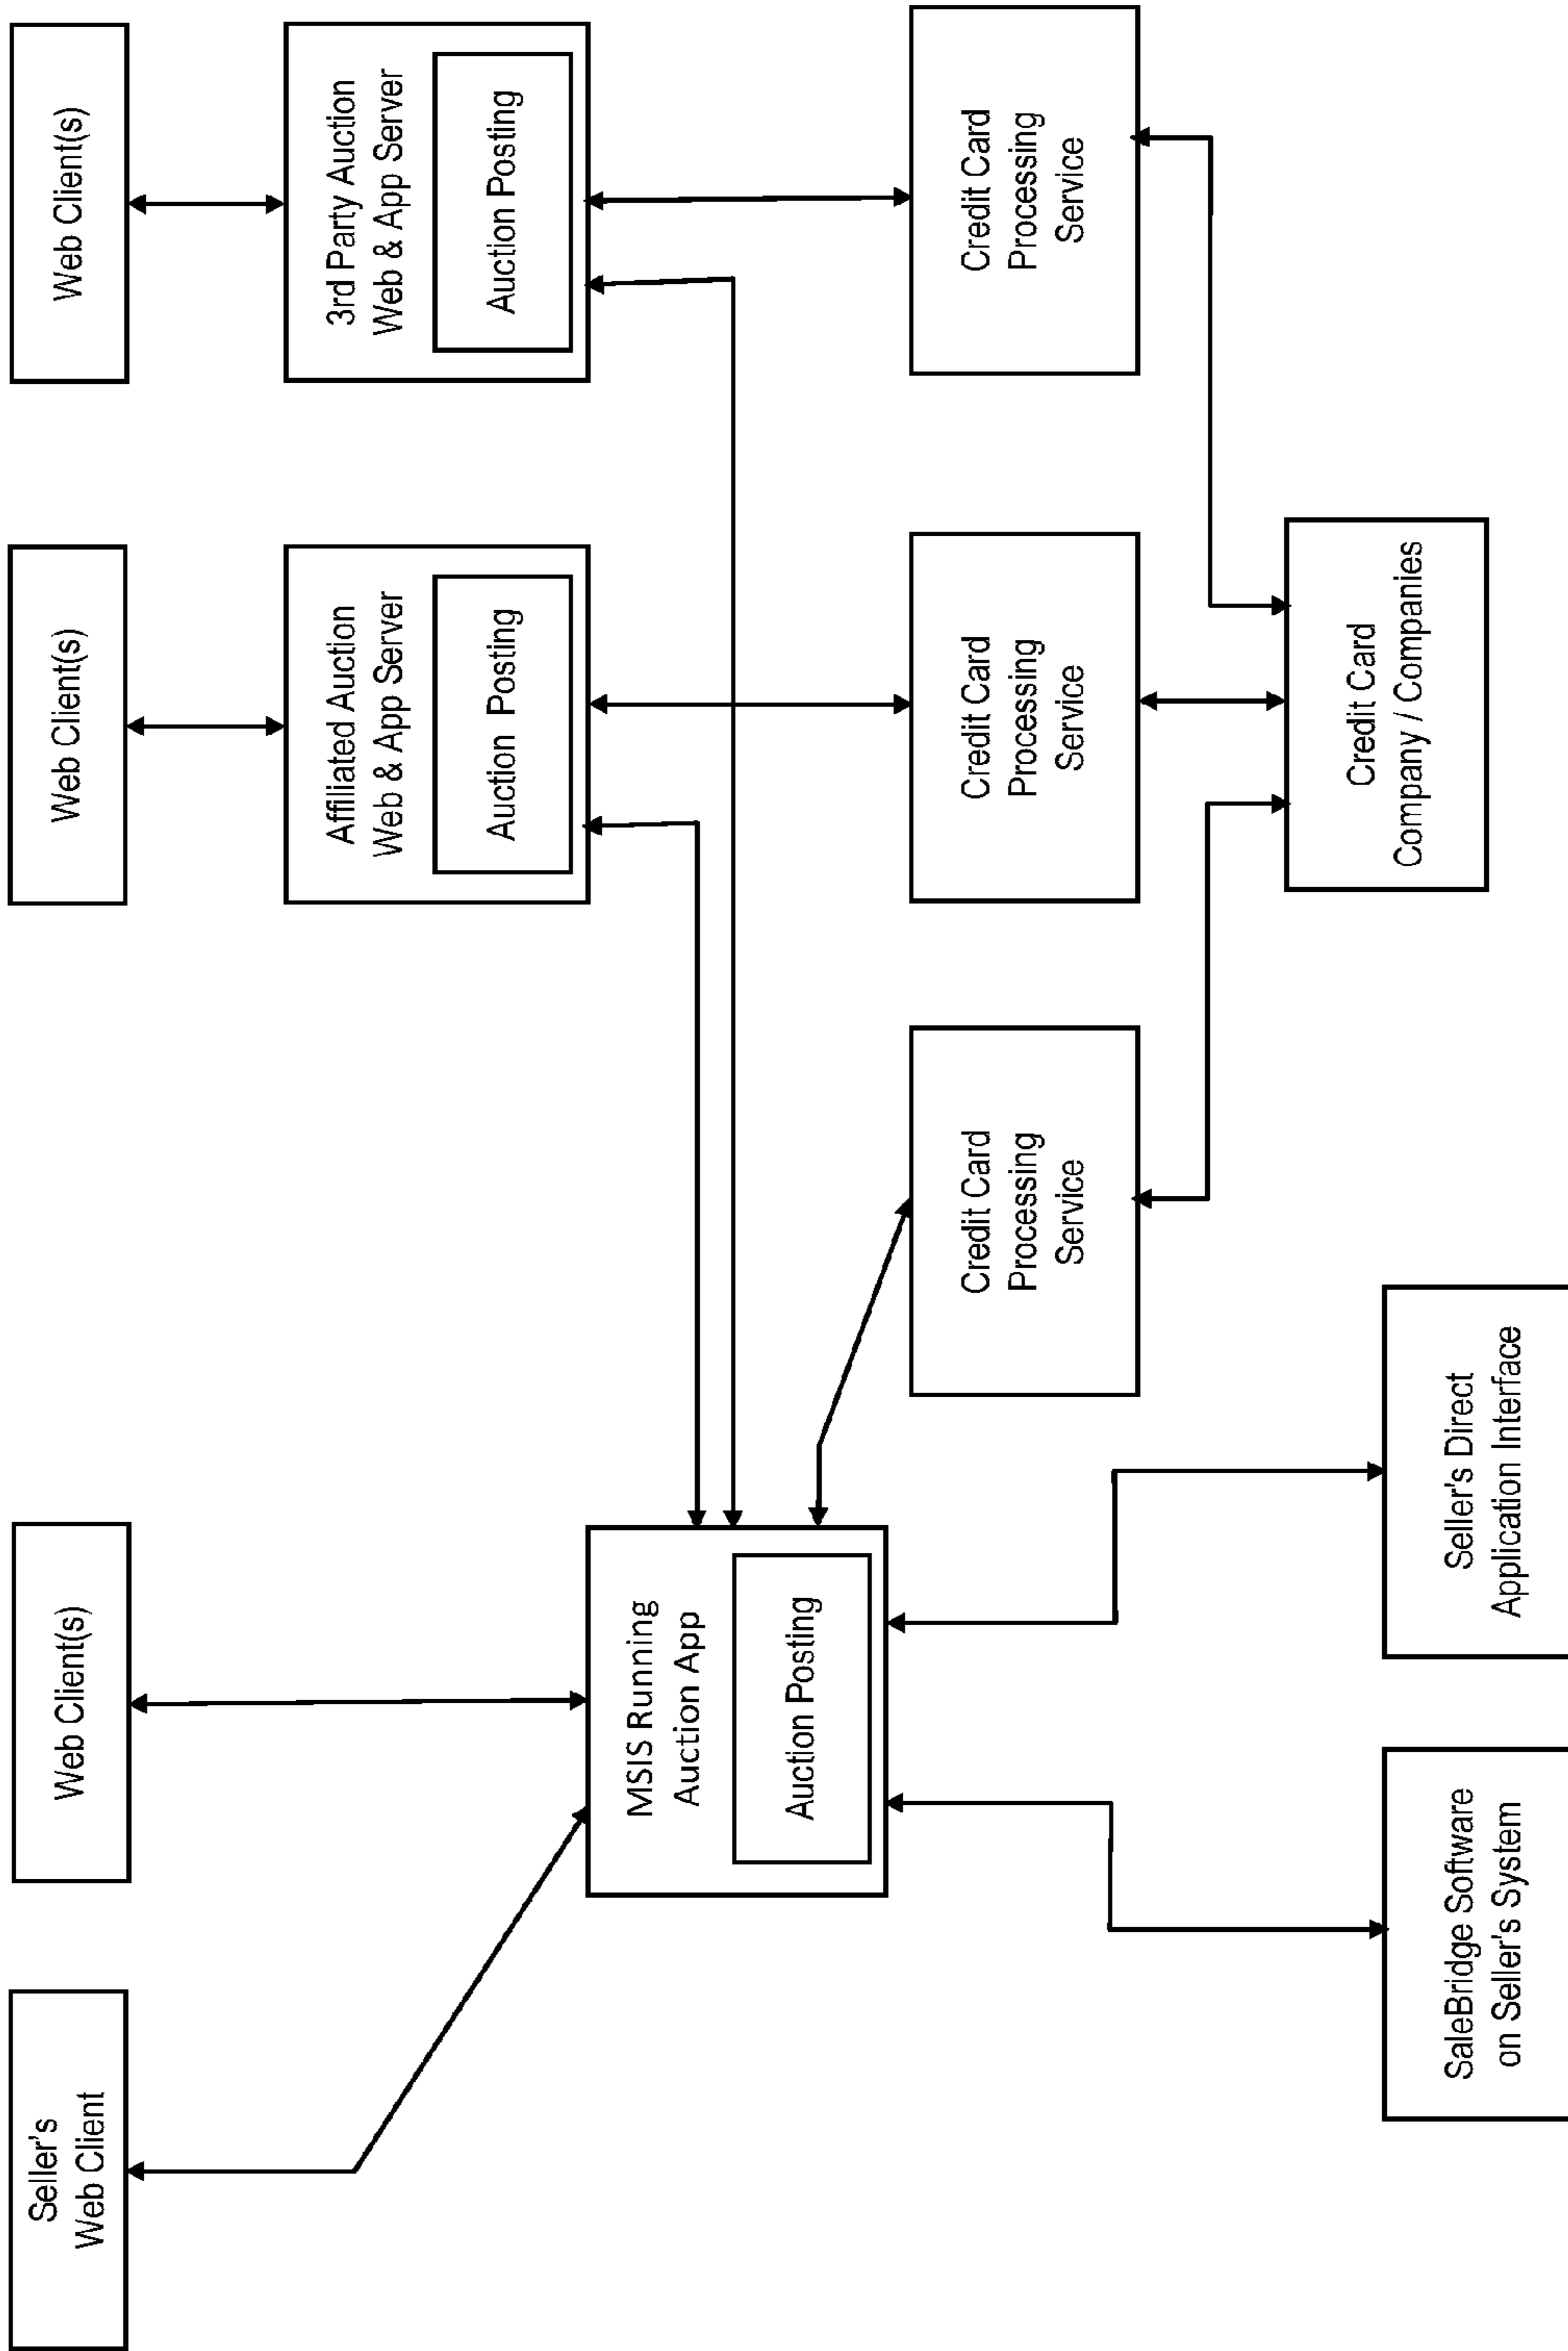 Seller's
Web Client
Web Client(s)
Web Client(s)
Web Client(s)
MSIS Running
Auction App
Auction Posting
Affiliated Auction
Web & App Server
Auction Posting
3rd Party Auction
Web & App Server
Auction Posting
Credit Card
Processing
Service
Credit Card
Processing
Service
Credit Card
Processing
Service
SaleBridge Software
on Seller's System
Seller's Direct
Application Interface
Credit Card
Company / Companies